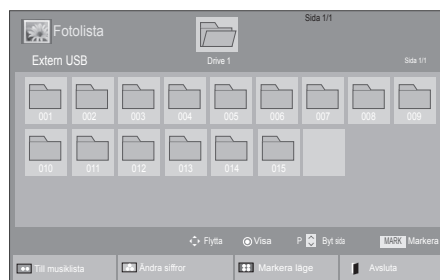 Sida 1/1
Fotolista
Extern USB
Drive 1
Sida 1/1
001 002 003 004 005 006 007 008 009
010 011 012 013 014 015
Flytta Visa P Byt sida MARK Markera
Till musiklista Ändra siffror Markera läge Avsluta